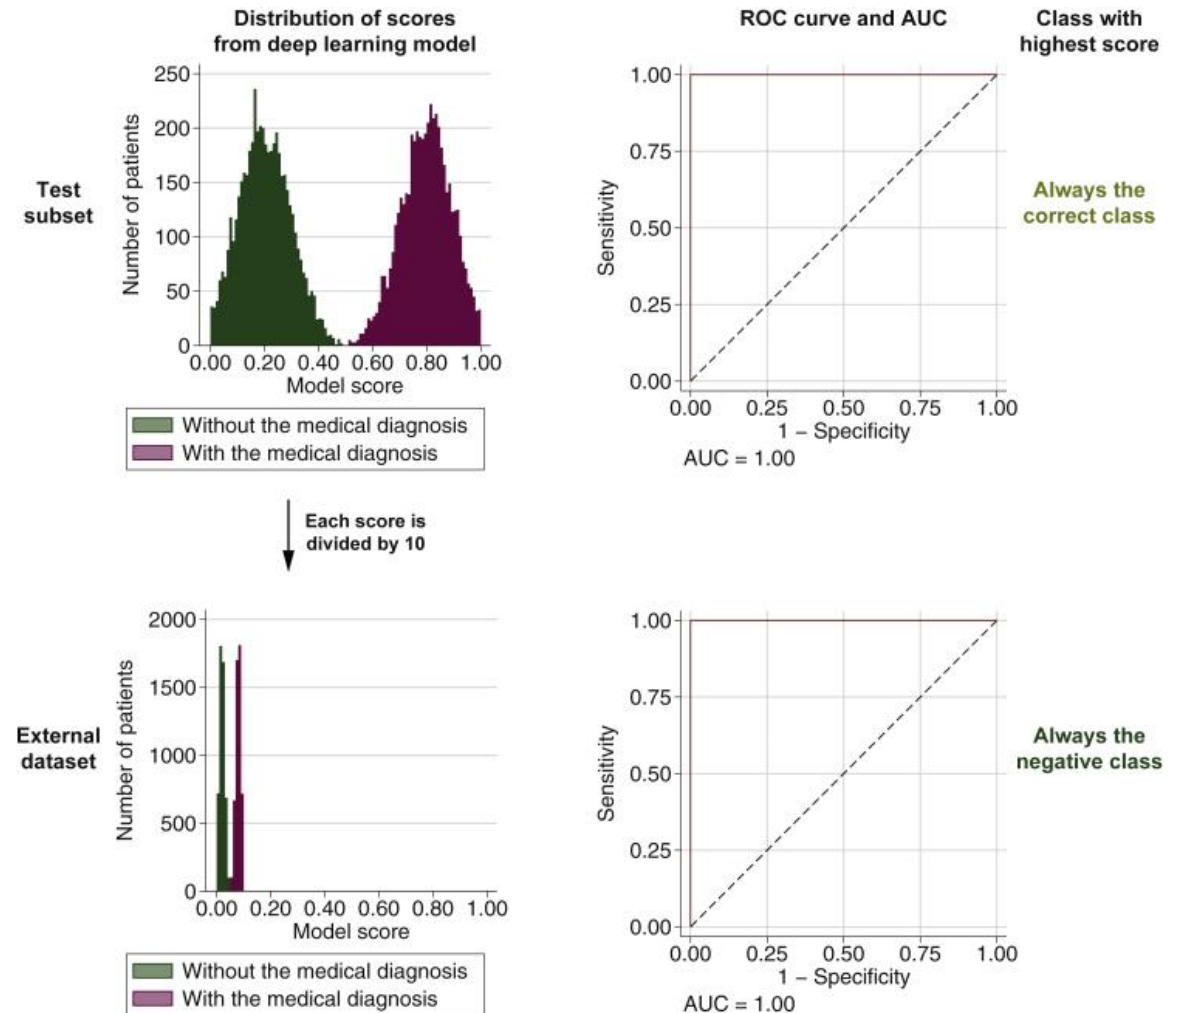 Distribution of scores
from deep learning model
ROC curve and AUC
Class with
highest score
Test
subset
Number of patients
250
200
150
100
50
0
0.00 0.20 0.40 0.60 0.80 1.00
Model score
Without the medical diagnosis
With the medical diagnosis
Sensitivity
1.00
0.75
0.50
0.25
0.00
0.00 0.25 0.50 0.75 1.00
1 − Specificity
AUC = 1.00
Always the
correct class
Each score is
divided by 10
External
dataset
Number of patients
2000
1500
1000
500
0
0.00 0.20 0.40 0.60 0.80 1.00
Model score
Without the medical diagnosis
With the medical diagnosis
Sensitivity
1.00
0.75
0.50
0.25
0.00
0.00 0.25 0.50 0.75 1.00
1 − Specificity
AUC = 1.00
Always the
negative class